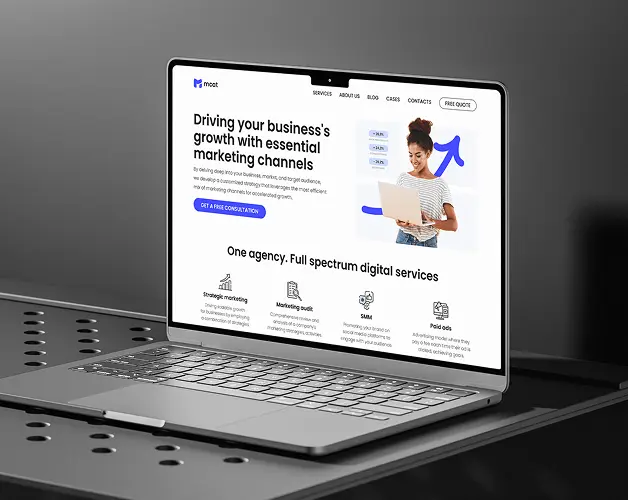 mcat
SERVICES ABOUT US BLOG CASES CONTACTS FREE QUOTE
Driving your business's
growth with essential
marketing channels
By delving deep into your business, market, and target audience,
we develop a customized strategy that leverages the most efficient
mix of marketing channels for accelerated growth.
GET A FREE CONSULTATION
One agency. Full spectrum digital services
Strategic marketing
Driving scalable growth
for businesses by employing
a combination of strategies
Marketing audit
Comprehensive review and
analysis of a company's
marketing strategies, activities,
SMM
Promoting your brand on
social media platforms to
engage with your audience
Paid ads
Advertising model where they
pay a fee each time their ad is
clicked, achieving goals